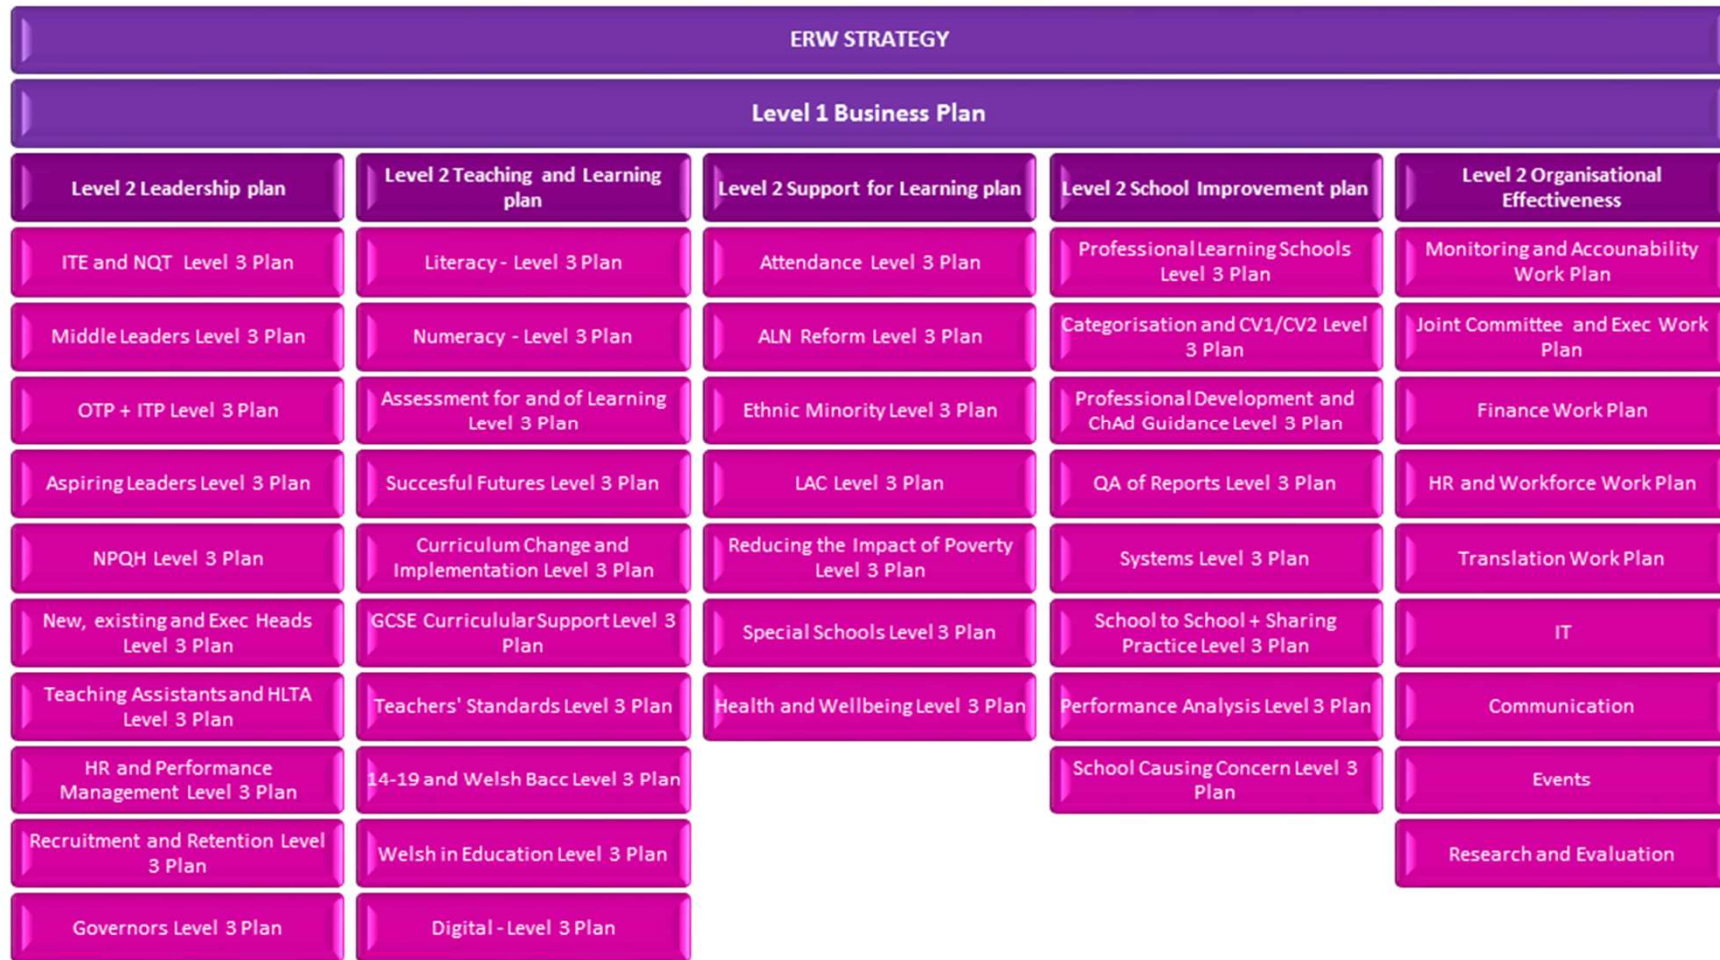 ERW STRATEGY
Level 1 Business Plan
Level 2 Leadership plan
ITE and NQT Level 3 Plan
Middle Leaders Level 3 Plan
OTP + ITP Level 3 Plan
Aspiring Leaders Level 3 Plan
NPQH Level 3 Plan
New, existing and Exec Heads
Level 3 Plan
Teaching Assistants and HLTA
Level 3 Plan
HR and Performance
Management Level 3 Plan
Recruitment and Retention Level
3 Plan
Governors Level 3 Plan
Level 2 Teaching and Learning
plan
Literacy - Level 3 Plan
Numeracy - Level 3 Plan
Assessment for and of Learning
Level 3 Plan
Succesful Futures Level 3 Plan
Curriculum Change and
Implementation Level 3 Plan
GCSE Curriculular Support Level 3
Plan
Teachers' Standards Level 3 Plan
14-19 and Welsh Bacc Level 3 Plan
Welsh in Education Level 3 Plan
Digital - Level 3 Plan
Level 2 Support for Learning plan
Attendance Level 3 Plan
ALN Reform Level 3 Plan
Ethnic Minority Level 3 Plan
LAC Level 3 Plan
Reducing the Impact of Poverty
Level 3 Plan
Special Schools Level 3 Plan
Health and Wellbeing Level 3 Plan
Level 2 School Improvement plan
Professional Learning Schools
Level 3 Plan
Categorisation and CV1/CV2 Level
3 Plan
Professional Development and
ChAd Guidance Level 3 Plan
QA of Reports Level 3 Plan
Systems Level 3 Plan
School to School + Sharing
Practice Level 3 Plan
Performance Analysis Level 3 Plan
School Causing Concern Level 3
Plan
Level 2 Organisational
Effectiveness
Monitoring and Accounability
Work Plan
Joint Committee and Exec Work
Plan
Finance Work Plan
HR and Workforce Work Plan
Translation Work Plan
IT
Communication
Events
Research and Evaluation